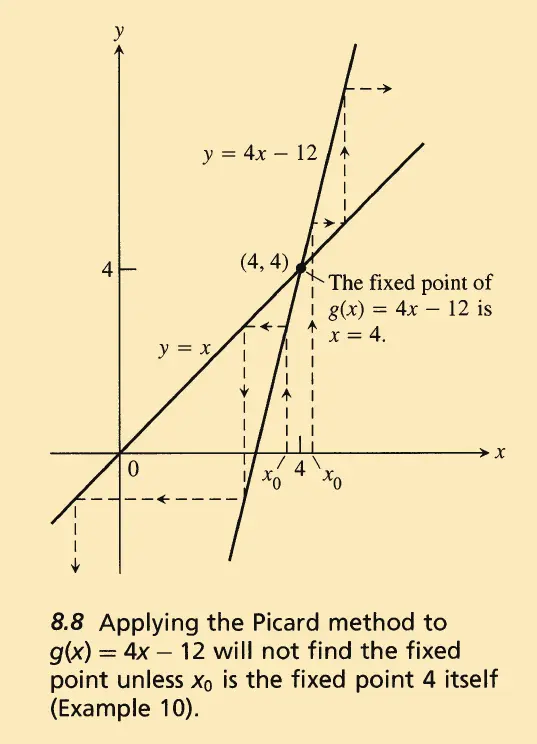 y
y = 4x − 12
(4, 4)
4
The fixed point of
g(x) = 4x − 12 is
x = 4.
y = x
x
0
x₀ 4 x₀
8.8 Applying the Picard method to
g(x) = 4x − 12 will not find the fixed
point unless x₀ is the fixed point 4 itself
(Example 10).